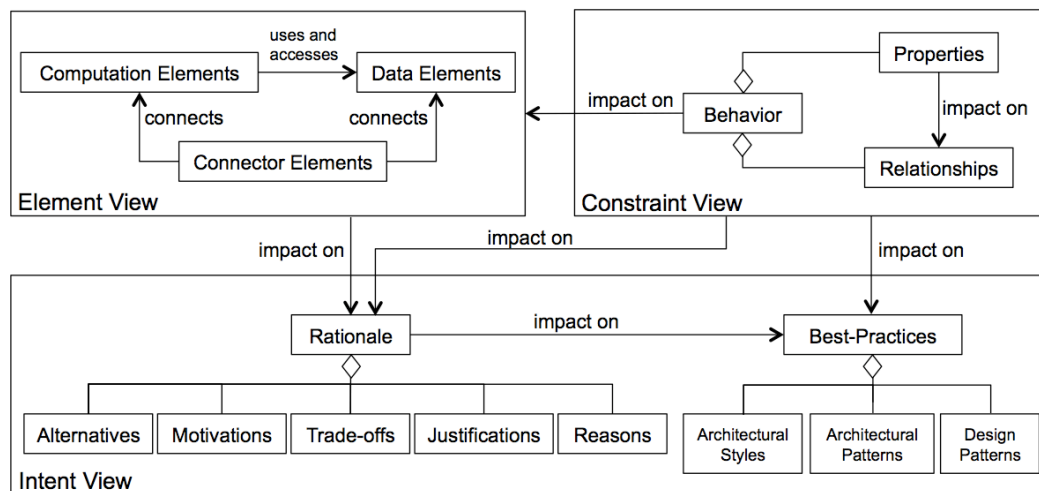 uses and
accesses
Computation Elements
Data Elements
connects
connects
Connector Elements
Element View
impact on
Properties
Behavior
impact on
Relationships
Constraint View
impact on
impact on
impact on
Rationale
impact on
Best-Practices
Alternatives
Motivations
Trade-offs
Justifications
Reasons
Architectural
Styles
Architectural
Patterns
Design
Patterns
Intent View